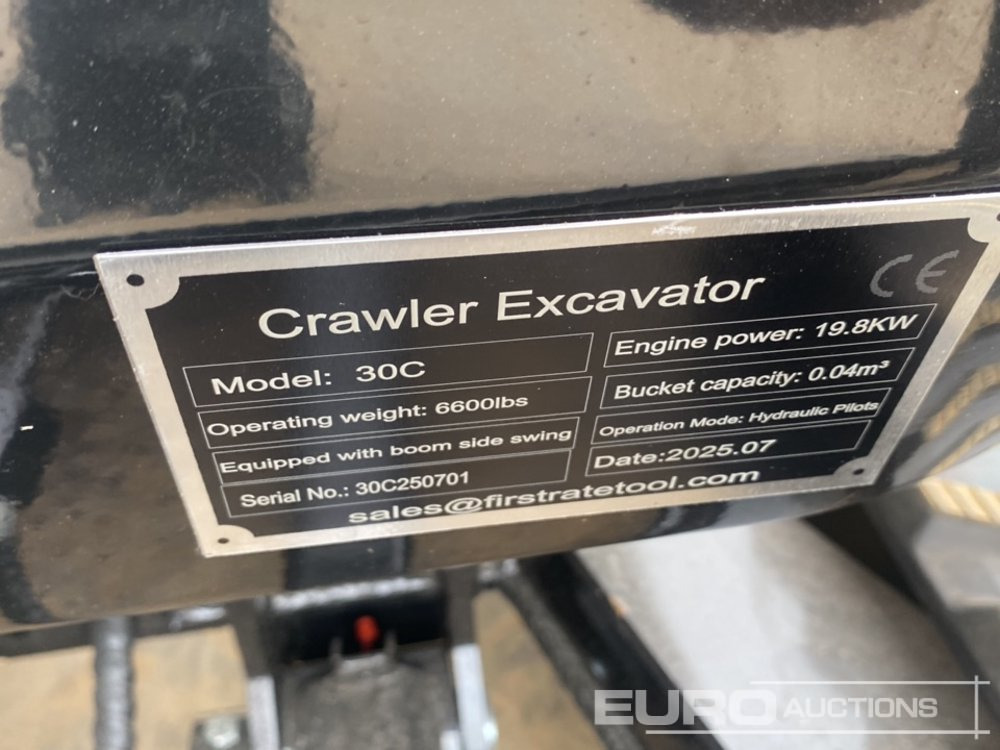 CE
Crawler Excavator
Model: 30C
Operating weight: 6600lbs
Equipped with boom side swing
Serial No.: 30C250701
Engine power: 19.8KW
Bucket capacity: 0.04m³
Operation Mode: Hydraulic Pilots
Date:2025.07
sales@firstratetool.com
EURO AUCTIONS